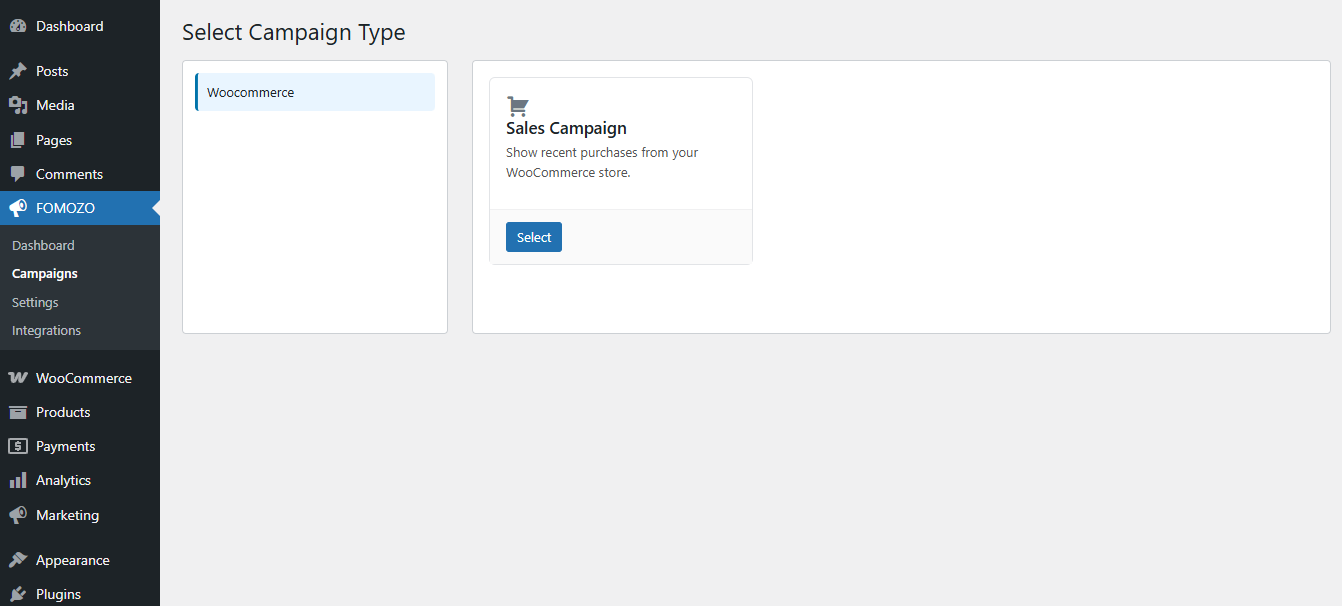 Dashboard
Posts
Media
Pages
Comments
FOMOZO
Dashboard
Campaigns
Settings
Integrations
WooCommerce
Products
Payments
Analytics
Marketing
Appearance
Plugins
Select Campaign Type
Woocommerce
Sales Campaign
Show recent purchases from your
WooCommerce store.
Select